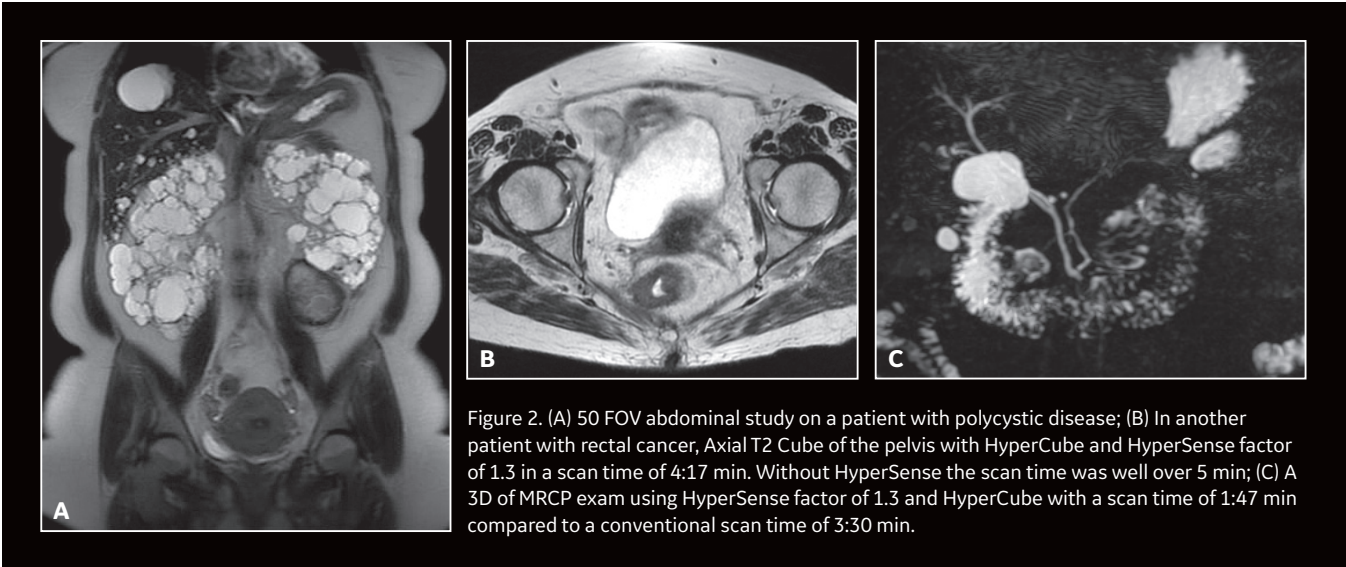 A
B
C
Figure 2. (A) 50 FOV abdominal study on a patient with polycystic disease; (B) In another
patient with rectal cancer, Axial T2 Cube of the pelvis with HyperCube and HyperSense factor
of 1.3 in a scan time of 4:17 min. Without HyperSense the scan time was well over 5 min; (C) A
3D of MRCP exam using HyperSense factor of 1.3 and HyperCube with a scan time of 1:47 min
compared to a conventional scan time of 3:30 min.